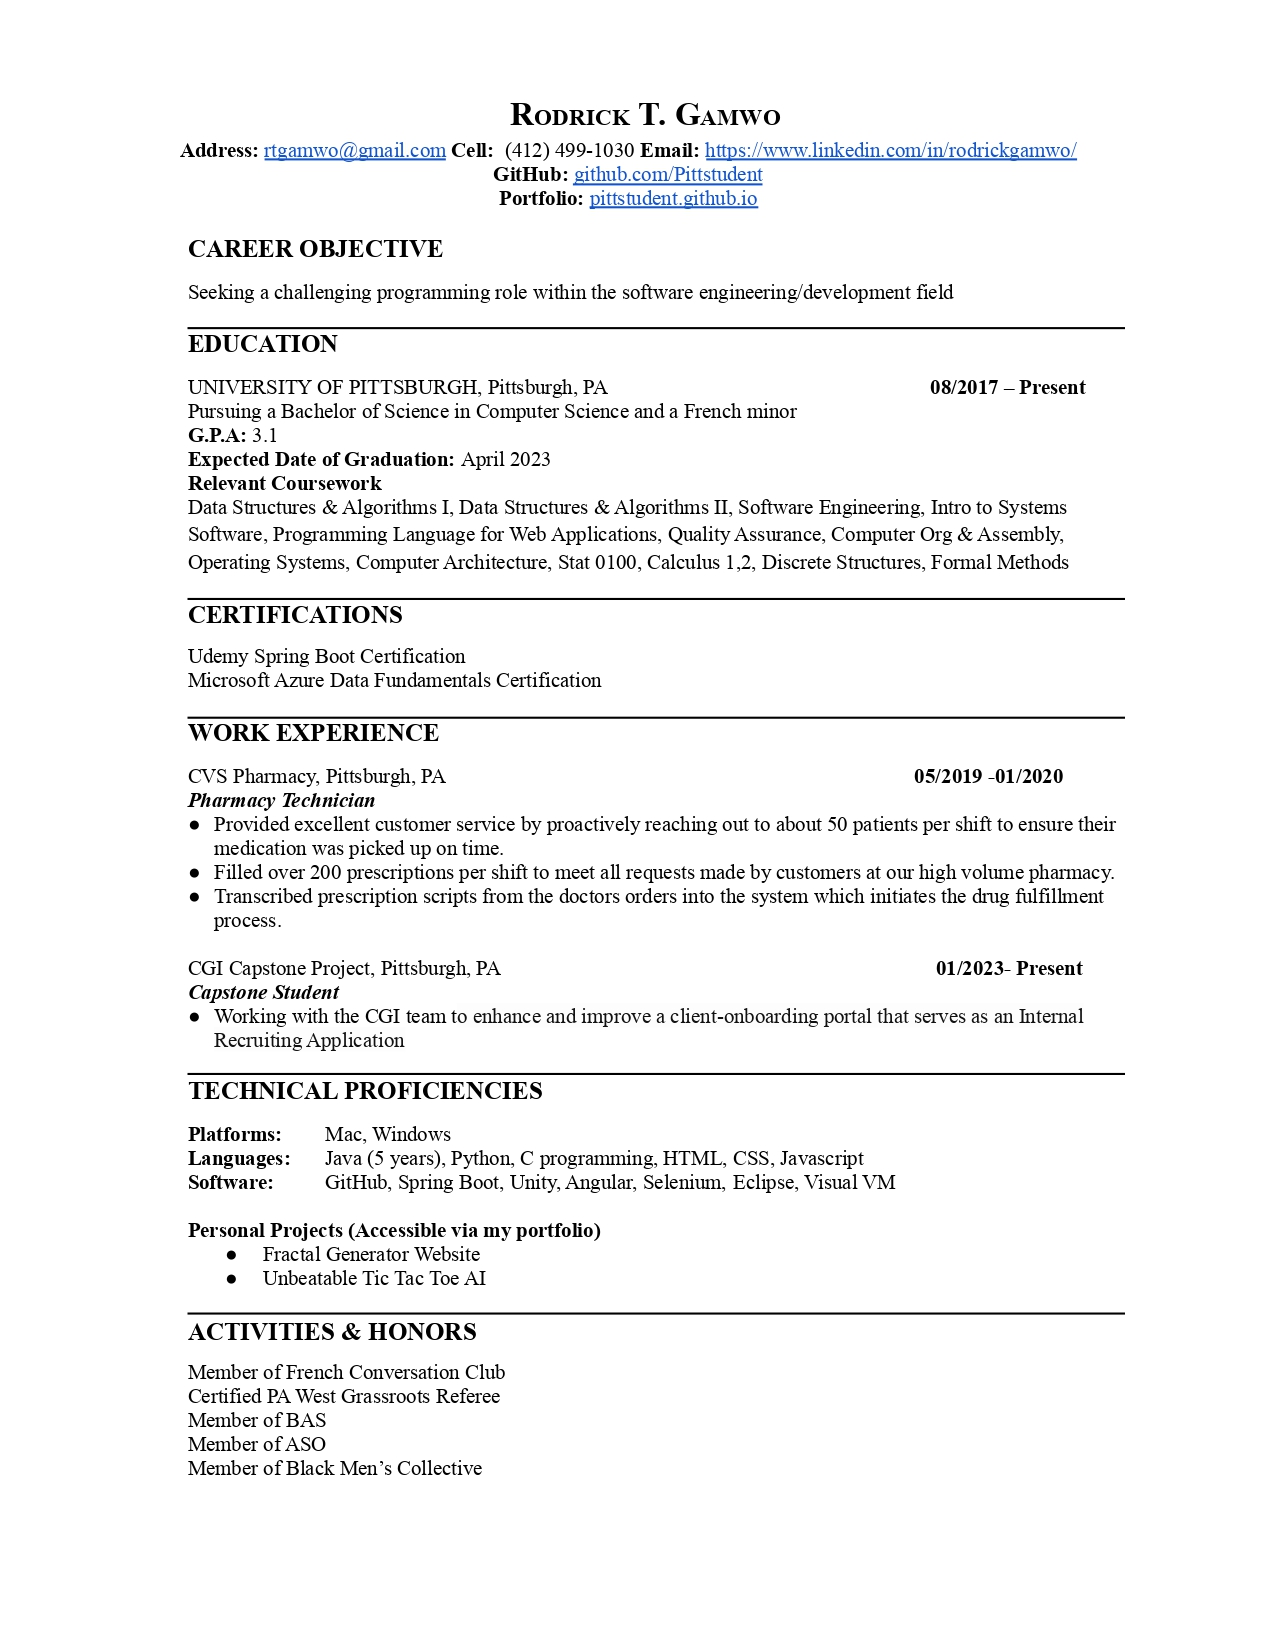 RODRICK T. GAMWO
Address: rtgamwo@gmail.com Cell: (412) 499-1030 Email: https://www.linkedin.com/in/rodrickgamwo/
GitHub: github.com/Pittstudent
Portfolio: pittstudent.github.io
CAREER OBJECTIVE
Seeking a challenging programming role within the software engineering/development field
EDUCATION
UNIVERSITY OF PITTSBURGH, Pittsburgh, PA 08/2017 – Present
Pursuing a Bachelor of Science in Computer Science and a French minor
G.P.A: 3.1
Expected Date of Graduation: April 2023
Relevant Coursework
Data Structures & Algorithms I, Data Structures & Algorithms II, Software Engineering, Intro to Systems
Software, Programming Language for Web Applications, Quality Assurance, Computer Org & Assembly,
Operating Systems, Computer Architecture, Stat 0100, Calculus 1,2, Discrete Structures, Formal Methods
CERTIFICATIONS
Udemy Spring Boot Certification
Microsoft Azure Data Fundamentals Certification
WORK EXPERIENCE
CVS Pharmacy, Pittsburgh, PA 05/2019 -01/2020
Pharmacy Technician
● Provided excellent customer service by proactively reaching out to about 50 patients per shift to ensure their
medication was picked up on time.
● Filled over 200 prescriptions per shift to meet all requests made by customers at our high volume pharmacy.
● Transcribed prescription scripts from the doctors orders into the system which initiates the drug fulfillment
process.
CGI Capstone Project, Pittsburgh, PA 01/2023- Present
Capstone Student
● Working with the CGI team to enhance and improve a client-onboarding portal that serves as an Internal
Recruiting Application
TECHNICAL PROFICIENCIES
Platforms: Mac, Windows
Languages: Java (5 years), Python, C programming, HTML, CSS, Javascript
Software: GitHub, Spring Boot, Unity, Angular, Selenium, Eclipse, Visual VM
Personal Projects (Accessible via my portfolio)
● Fractal Generator Website
● Unbeatable Tic Tac Toe AI
ACTIVITIES & HONORS
Member of French Conversation Club
Certified PA West Grassroots Referee
Member of BAS
Member of ASO
Member of Black Men’s Collective